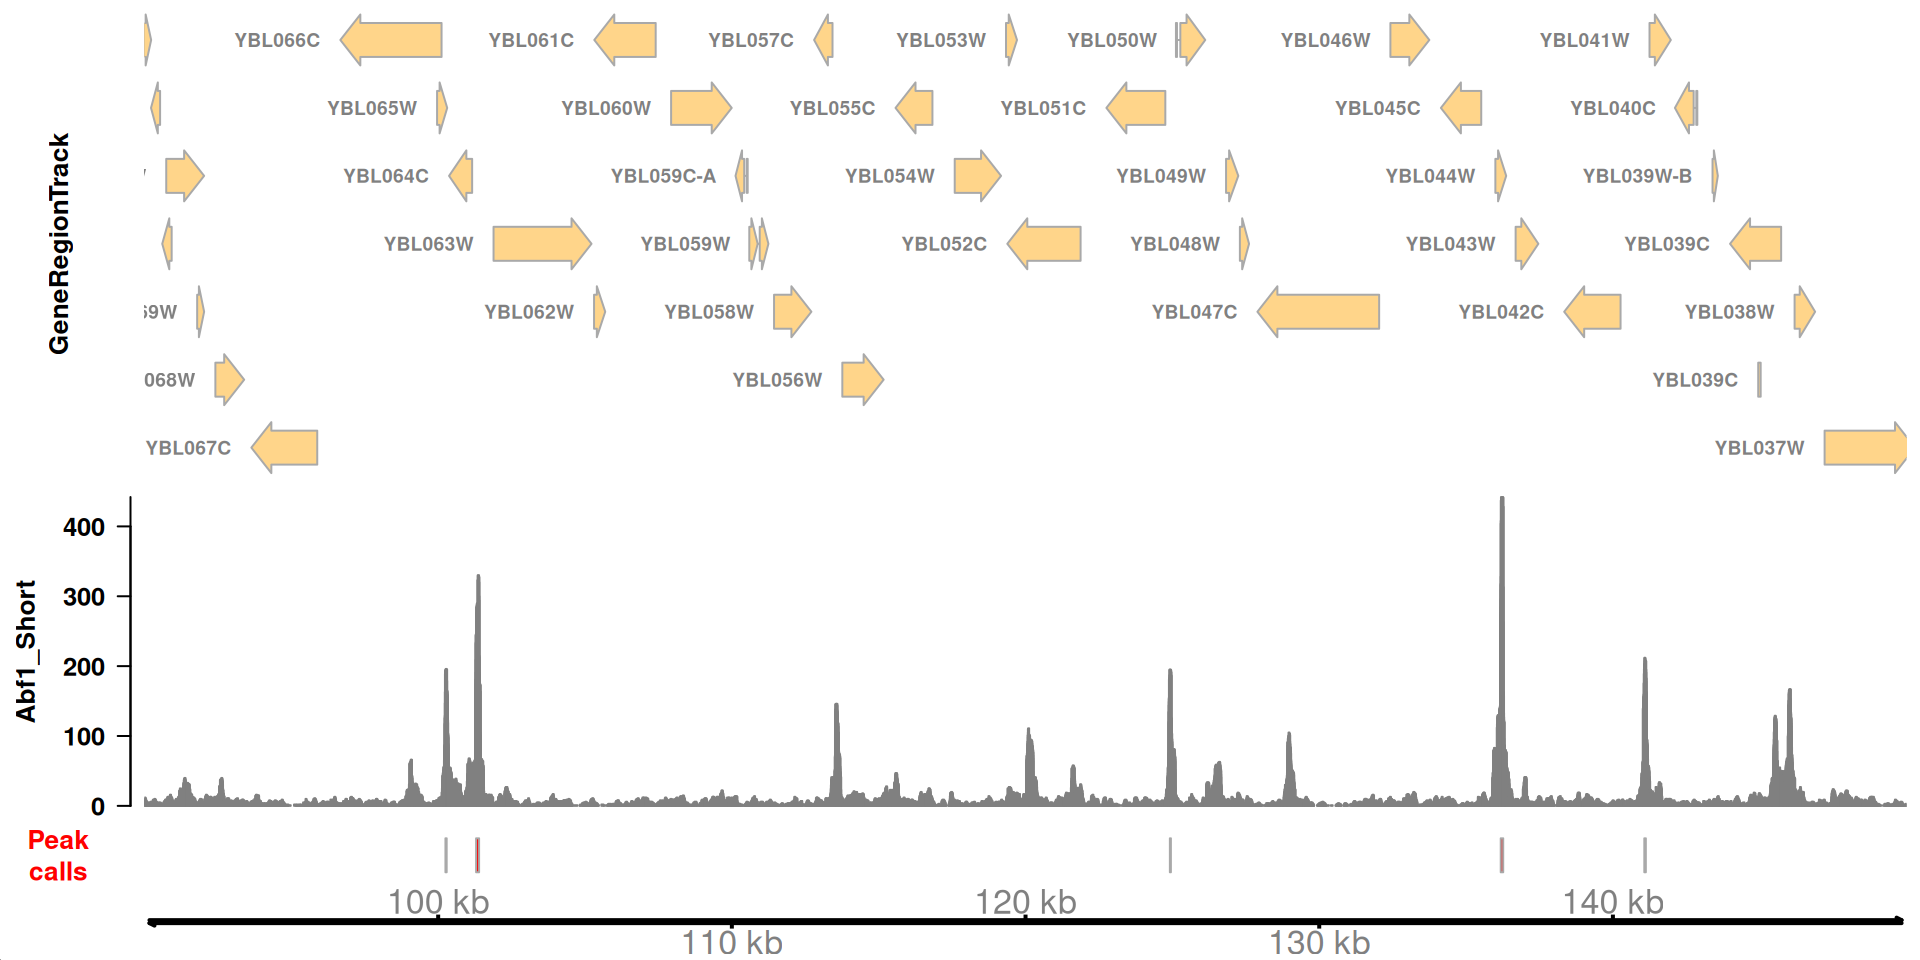 YBL066C YBL061C YBL057C YBL053W YBL050W YBL046W YBL041W
YBL065W YBL060W YBL055C YBL051C YBL045C YBL040C
YBL064C YBL059C-A YBL054W YBL049W YBL044W YBL039W-B
YBL063W YBL059W YBL052C YBL048W YBL043W YBL039C
69W YBL062W YBL058W YBL047C YBL042C YBL038W
068W YBL056W YBL039C
YBL067C YBL037W
GeneRegionTrack
400
300
200
100
0
Abf1_Short
Peak
calls
100 kb 120 kb 140 kb
110 kb 130 kb